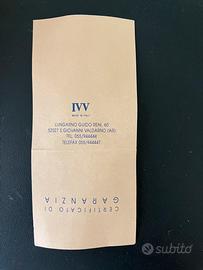 IVV
MADE IN ITALY
LUNGARNO GUIDO RENI, 60
52027 S.GIOVANNI VALDARNO (AR)
TEL. 055/944444
TELEFAX 055/944447
CERTIFICATO DI
GARANZIA
subito